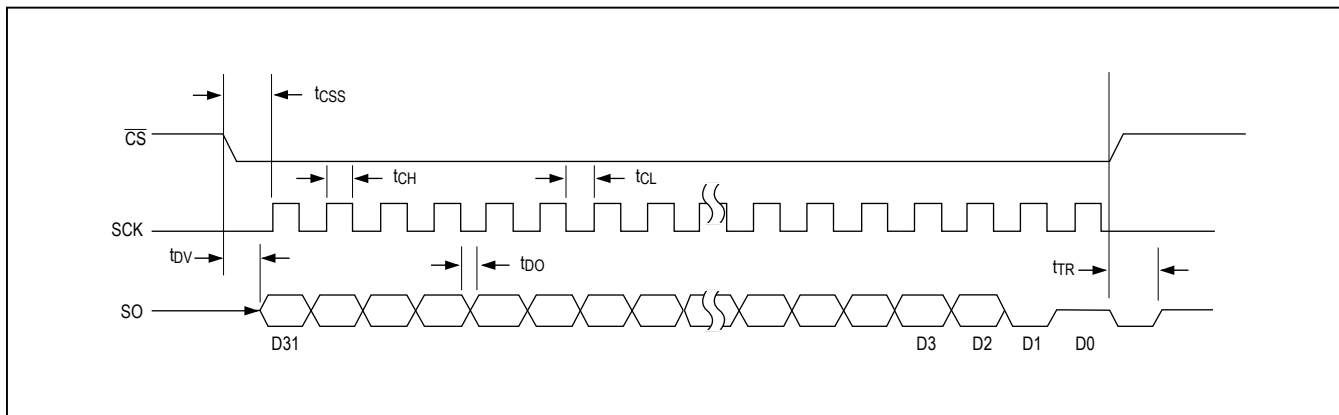 tCSS
CS
tCH
tCL
SCK
tDV
tDO
tTR
SO
D31
D3
D2
D1
D0